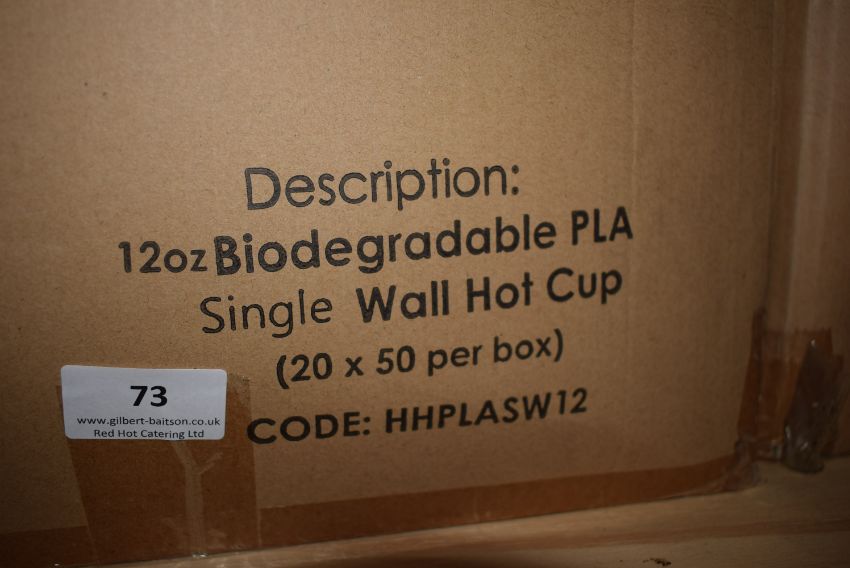 Description:
12oz Biodegradable PLA
Single Wall Hot Cup
(20 x 50 per box)
CODE: HHPLASW12
73
www.gilbert-baitson.co.uk
Red Hot Catering Ltd